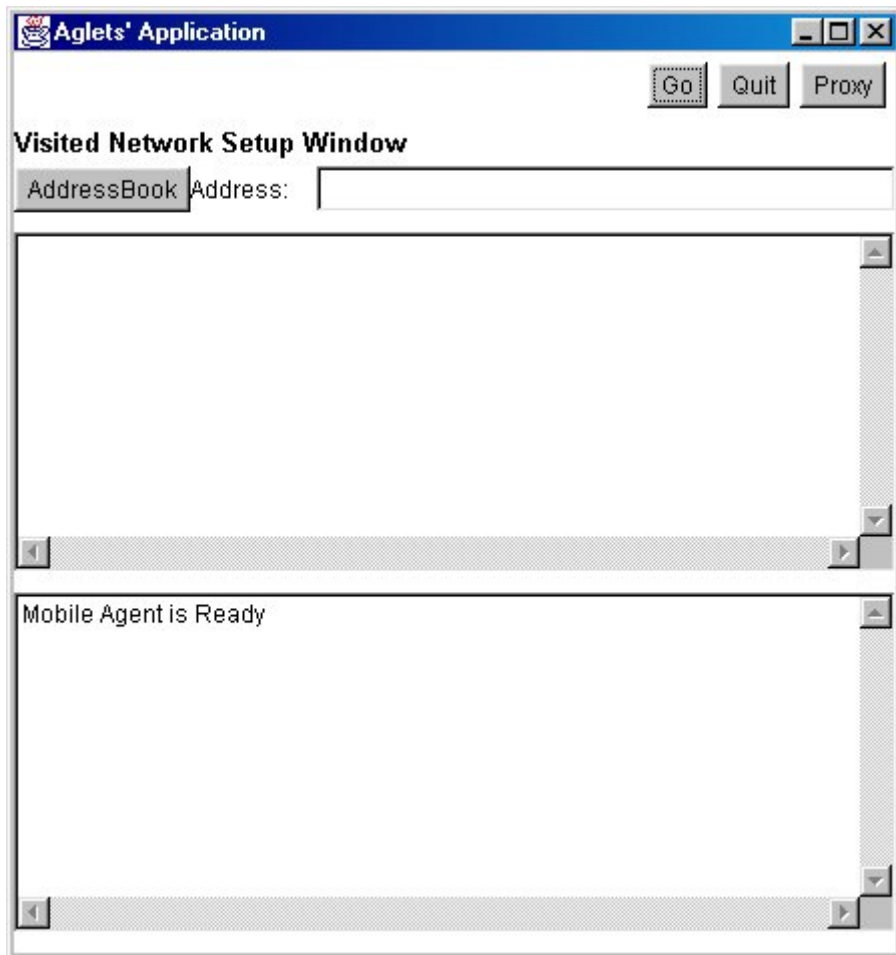 Aglets' Application
Go Quit Proxy
Visited Network Setup Window
AddressBook Address:
Mobile Agent is Ready